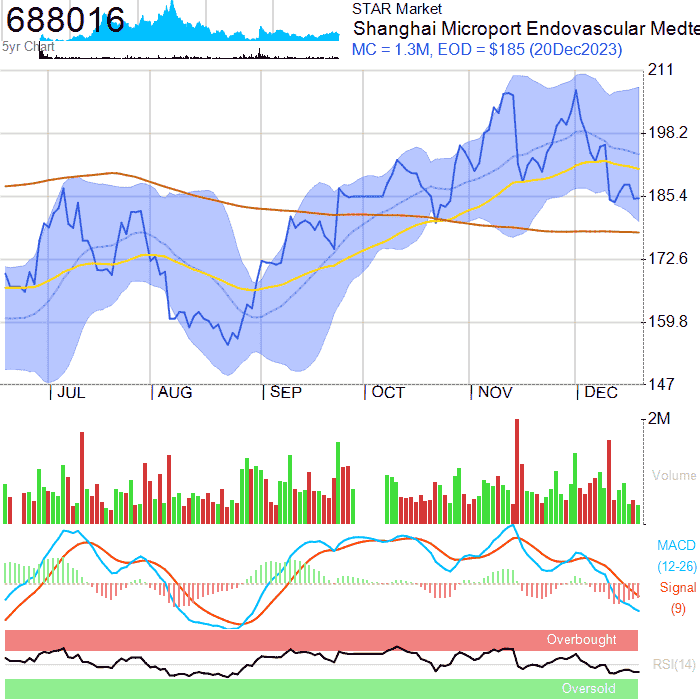 688016
5yr Chart
STAR Market
Shanghai Microport Endovascular Medte
MC = 1.3M, EOD = $185 (20Dec2023)
211
198.2
185.4
172.6
159.8
147
JUL AUG SEP OCT NOV DEC
2M
Volume
MACD
(12-26)
Signal
(9)
Overbought
RSI(14)
Oversold